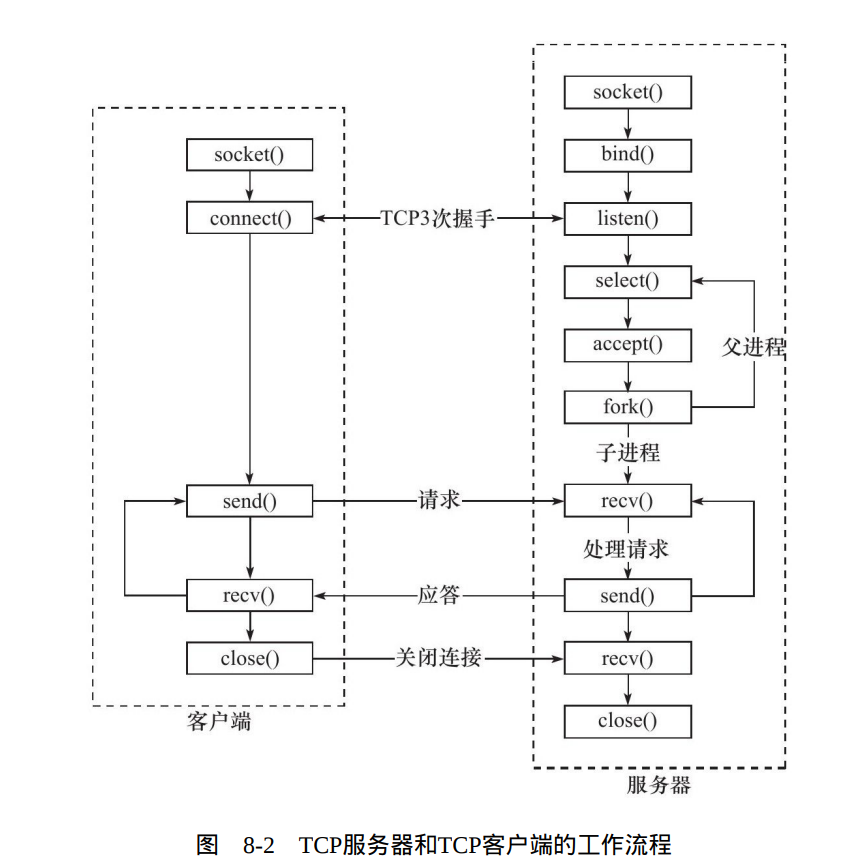 socket()
socket()
bind()
connect()
TCP3次握手
listen()
select()
accept()
父进程
fork()
子进程
send()
请求
recv()
处理请求
recv()
应答
send()
close()
关闭连接
recv()
close()
客户端
服务器
图 8-2 TCP服务器和TCP客户端的工作流程